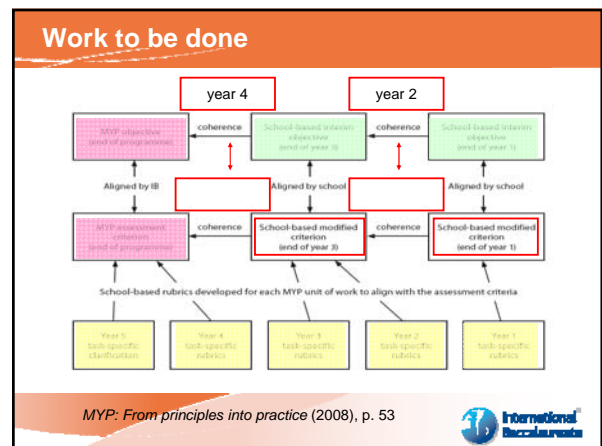 Work to be done
year 4
year 2
MYP objective
(end of programme)
coherence
School-based interim
objective
(end of year 3)
coherence
School-based interim
objective
(end of year 1)
Aligned by IB
Aligned by school
Aligned by school
MYP assessment
criterion
(end of programme)
coherence
School-based modified
criterion
(end of year 3)
coherence
School-based modified
criterion
(end of year 1)
School-based rubrics developed for each MYP unit of work to align with the assessment criteria
Year 5
task-specific
clarification
Year 4
task-specific
rubrics
Year 3
task-specific
rubrics
Year 2
task-specific
rubrics
Year 1
task-specific
rubrics
MYP: From principles into practice (2008), p. 53
International
Baccalaureate